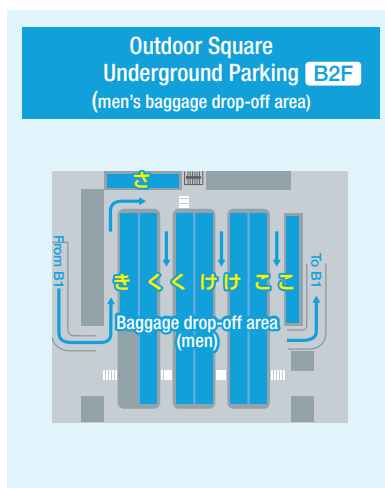 Outdoor Square
Underground Parking B2F
(men's baggage drop-off area)
さ
From B1
To B1
き くく けけ ここ
Baggage drop-off area
(men)